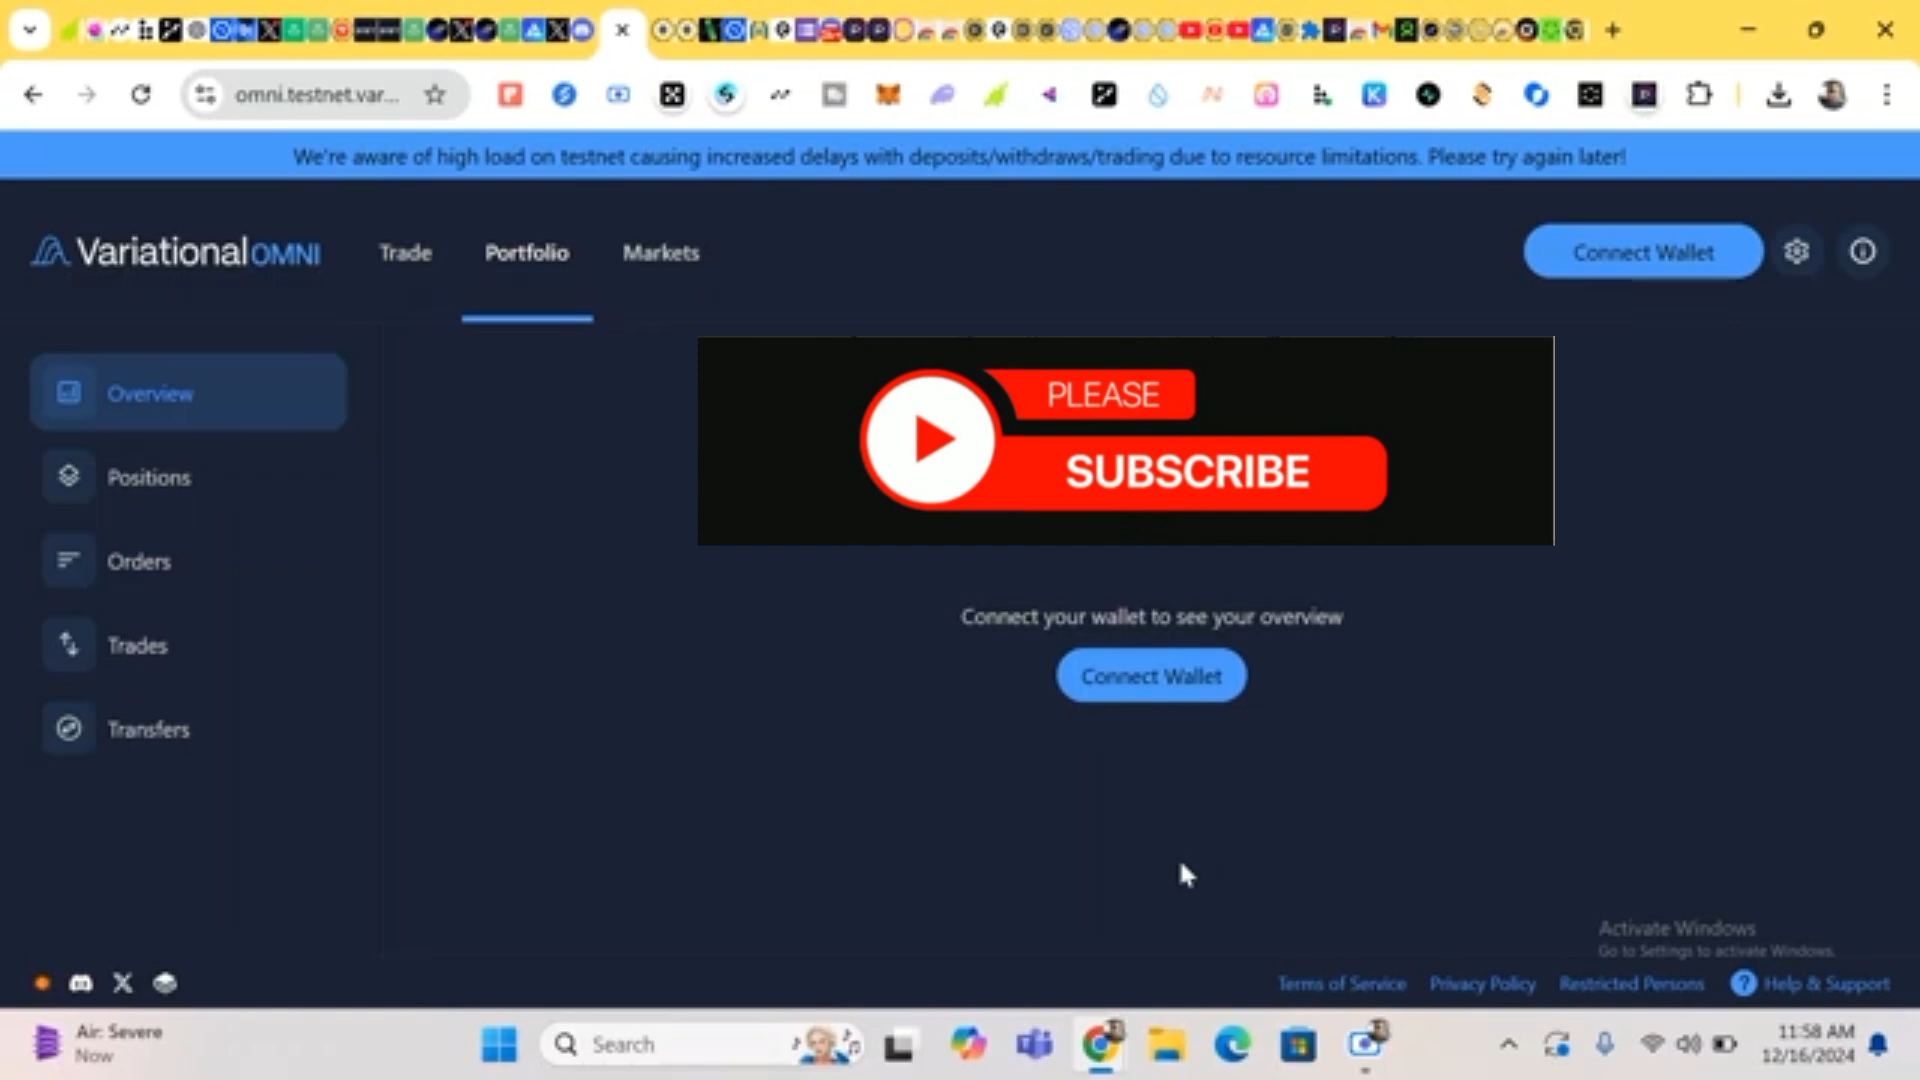 omni.testnet.var...
We're aware of high load on testnet causing increased delays with deposits/withdraws/trading due to resource limitations. Please try again later!
Variational OMNI
Trade
Portfolio
Markets
Connect Wallet
Overview
Positions
Orders
Trades
Transfers
PLEASE
SUBSCRIBE
Connect your wallet to see your overview
Connect Wallet
Activate Windows
Go to Settings to activate Windows.
Terms of Service
Privacy Policy
Restricted Persons
Help & Support
Air: Severe
Now
Search
11:58 AM
12/16/2024